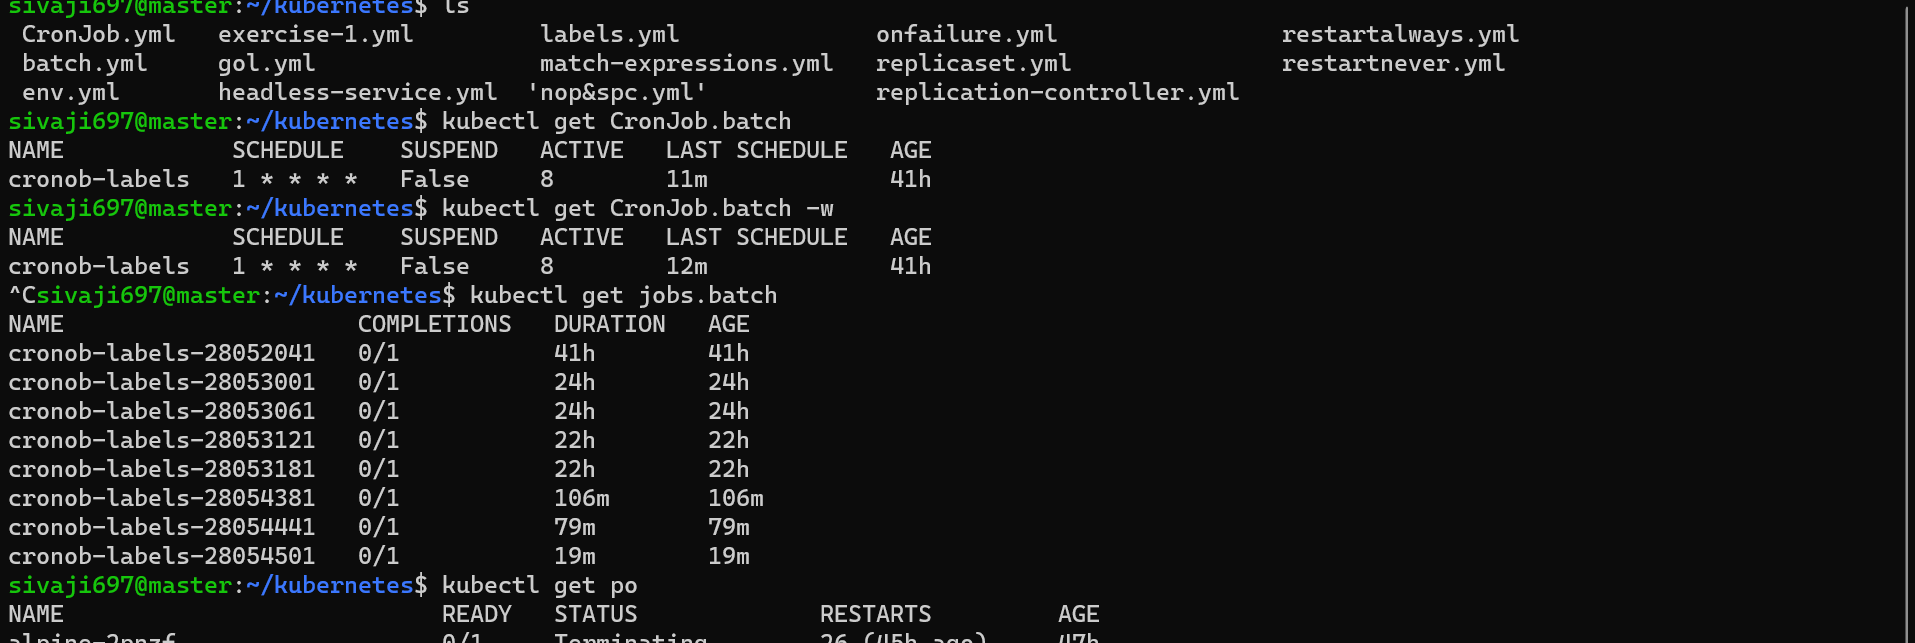 sivaji697@master:~/kubernetes$ ls
CronJob.yml exercise-1.yml labels.yml onfailure.yml restartalways.yml
batch.yml gol.yml match-expressions.yml replicaset.yml restartnever.yml
env.yml headless-service.yml 'nop&spc.yml' replication-controller.yml
sivaji697@master:~/kubernetes$ kubectl get CronJob.batch
NAME SCHEDULE SUSPEND ACTIVE LAST SCHEDULE AGE
cronob-labels 1 * * * * False 8 11m 41h
sivaji697@master:~/kubernetes$ kubectl get CronJob.batch -w
NAME SCHEDULE SUSPEND ACTIVE LAST SCHEDULE AGE
cronob-labels 1 * * * * False 8 12m 41h
^Csivaji697@master:~/kubernetes$ kubectl get jobs.batch
NAME COMPLETIONS DURATION AGE
cronob-labels-28052041 0/1 41h 41h
cronob-labels-28053001 0/1 24h 24h
cronob-labels-28053061 0/1 24h 24h
cronob-labels-28053121 0/1 22h 22h
cronob-labels-28053181 0/1 22h 22h
cronob-labels-28054381 0/1 106m 106m
cronob-labels-28054441 0/1 79m 79m
cronob-labels-28054501 0/1 19m 19m
sivaji697@master:~/kubernetes$ kubectl get po
NAME READY STATUS RESTARTS AGE
alpine-2pnzf 0/1 Terminating 26 (45h ago) 47h